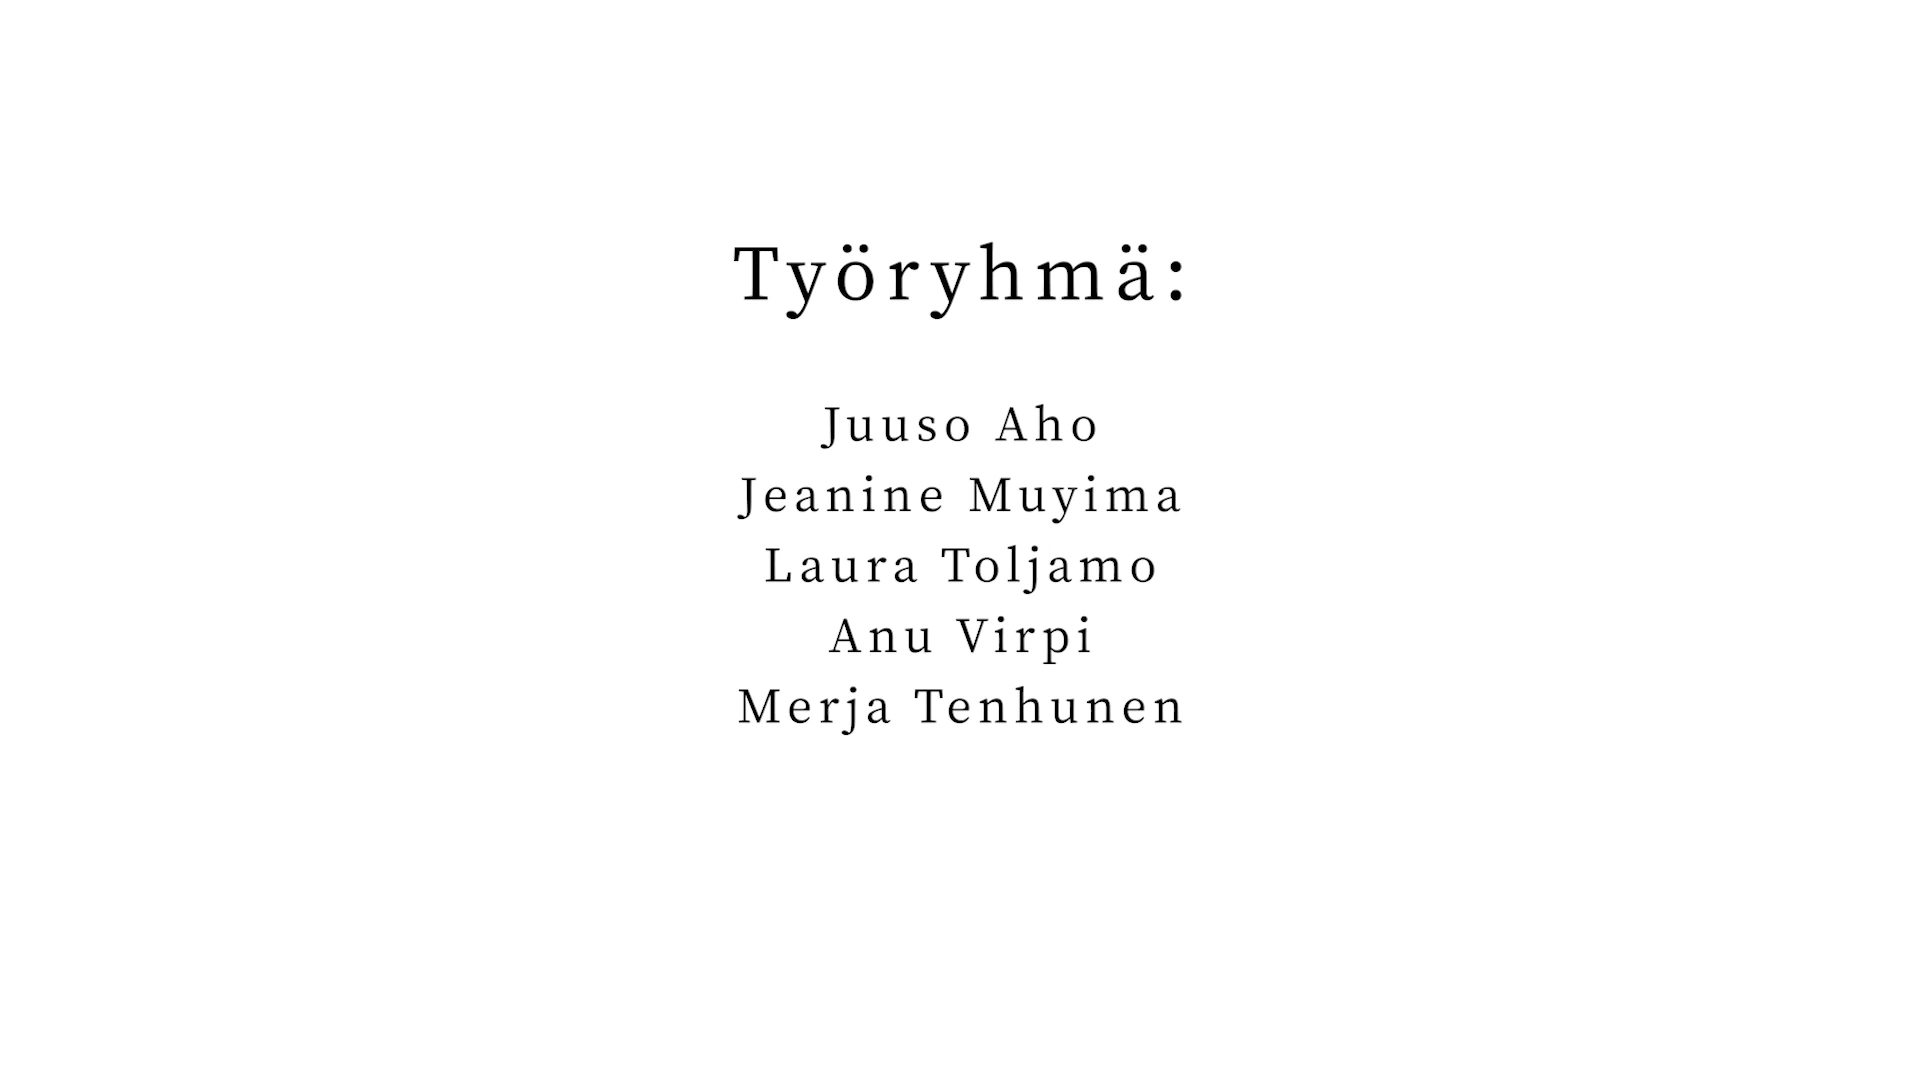 Työryhmä:
Juuso Aho
Jeanine Muyima
Laura Toljamo
Anu Virpi
Merja Tenhunen